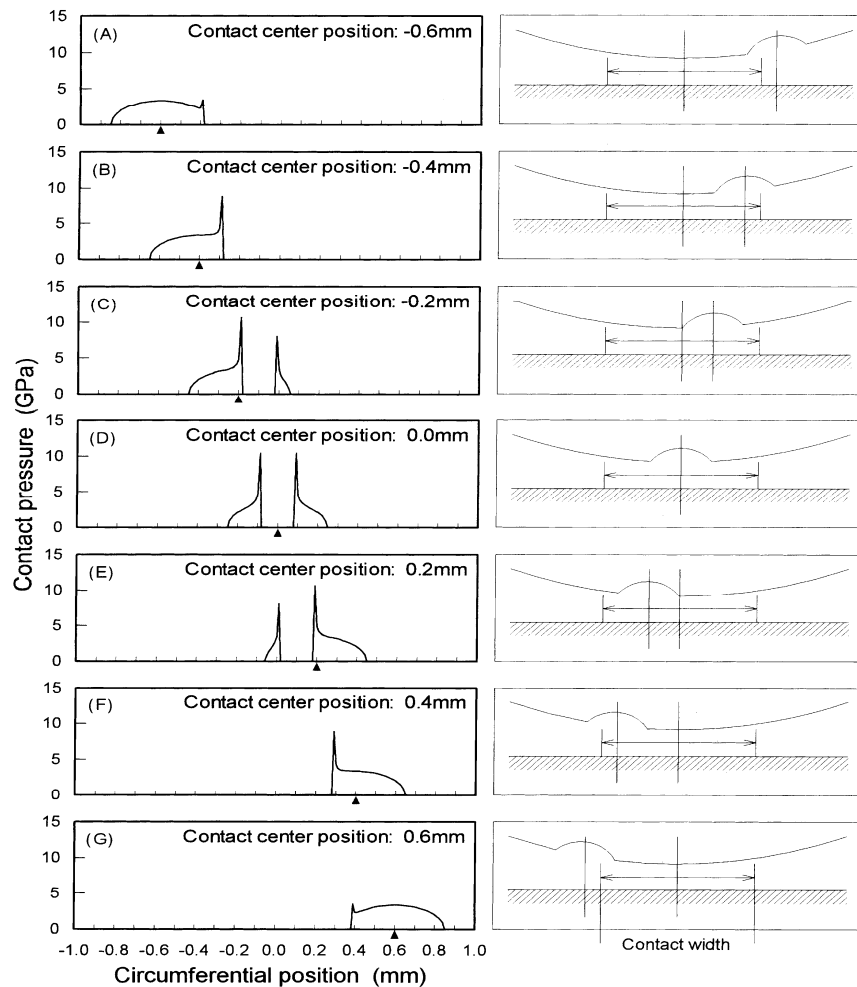 15
10
5
0
(A)
Contact center position: -0.6mm
15
10
5
0
(B)
Contact center position: -0.4mm
15
10
5
0
(C)
Contact center position: -0.2mm
15
10
5
0
(D)
Contact center position: 0.0mm
15
10
5
0
(E)
Contact center position: 0.2mm
15
10
5
0
(F)
Contact center position: 0.4mm
15
10
5
0
(G)
Contact center position: 0.6mm
Contact pressure (GPa)
-1.0 -0.8 -0.6 -0.4 -0.2 0.0 0.2 0.4 0.6 0.8 1.0
Circumferential position (mm)
Contact width